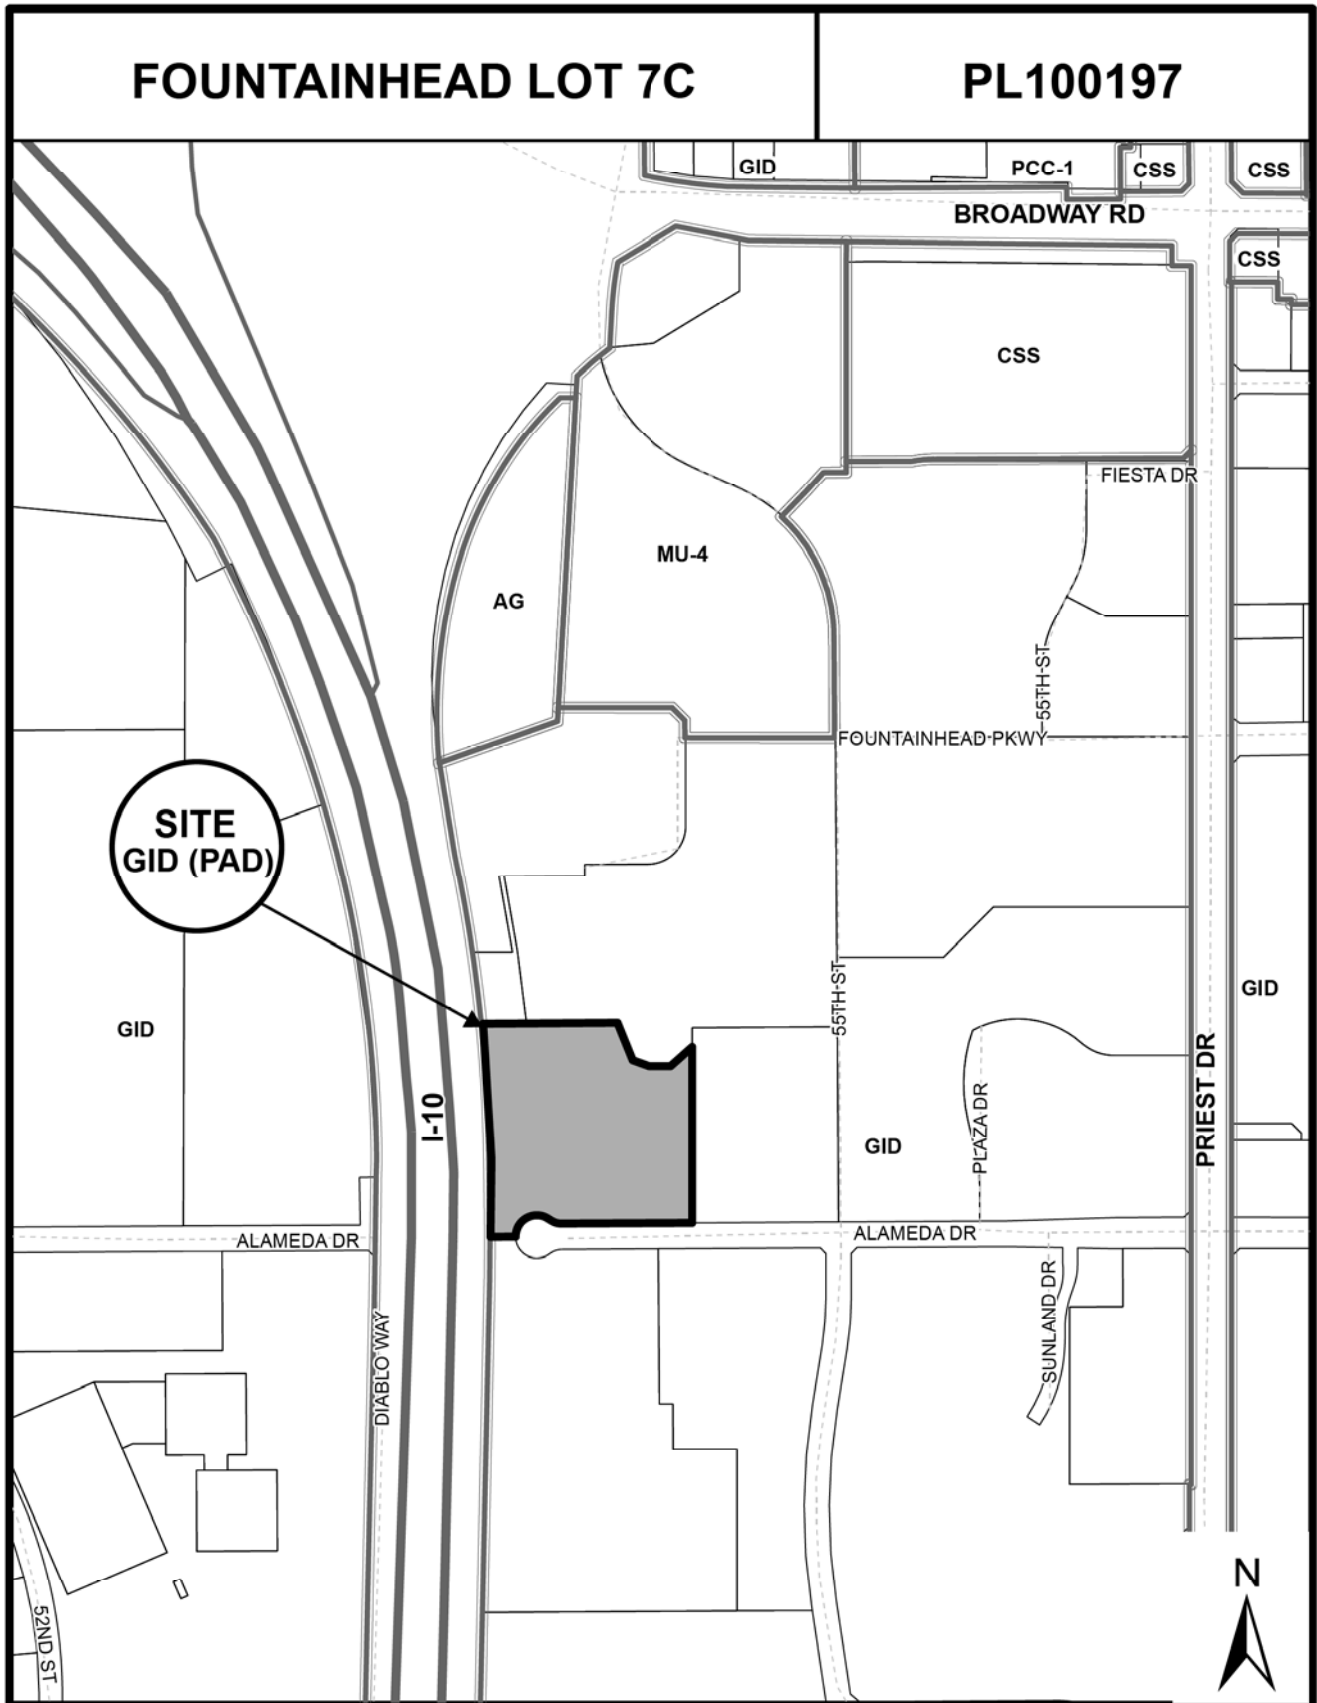 FOUNTAINHEAD LOT 7C
PL100197
GID
PCC-1
CSS
CSS
BROADWAY RD
CSS
CSS
FIESTA DR
MU-4
AG
55TH ST
FOUNTAINHEAD PKWY
SITE
GID (PAD)
55TH ST
GID
GID
I-10
PLAZA DR
PRIEST DR
GID
ALAMEDA DR
ALAMEDA DR
SUNLAND DR
DIABLO WAY
52ND ST
N